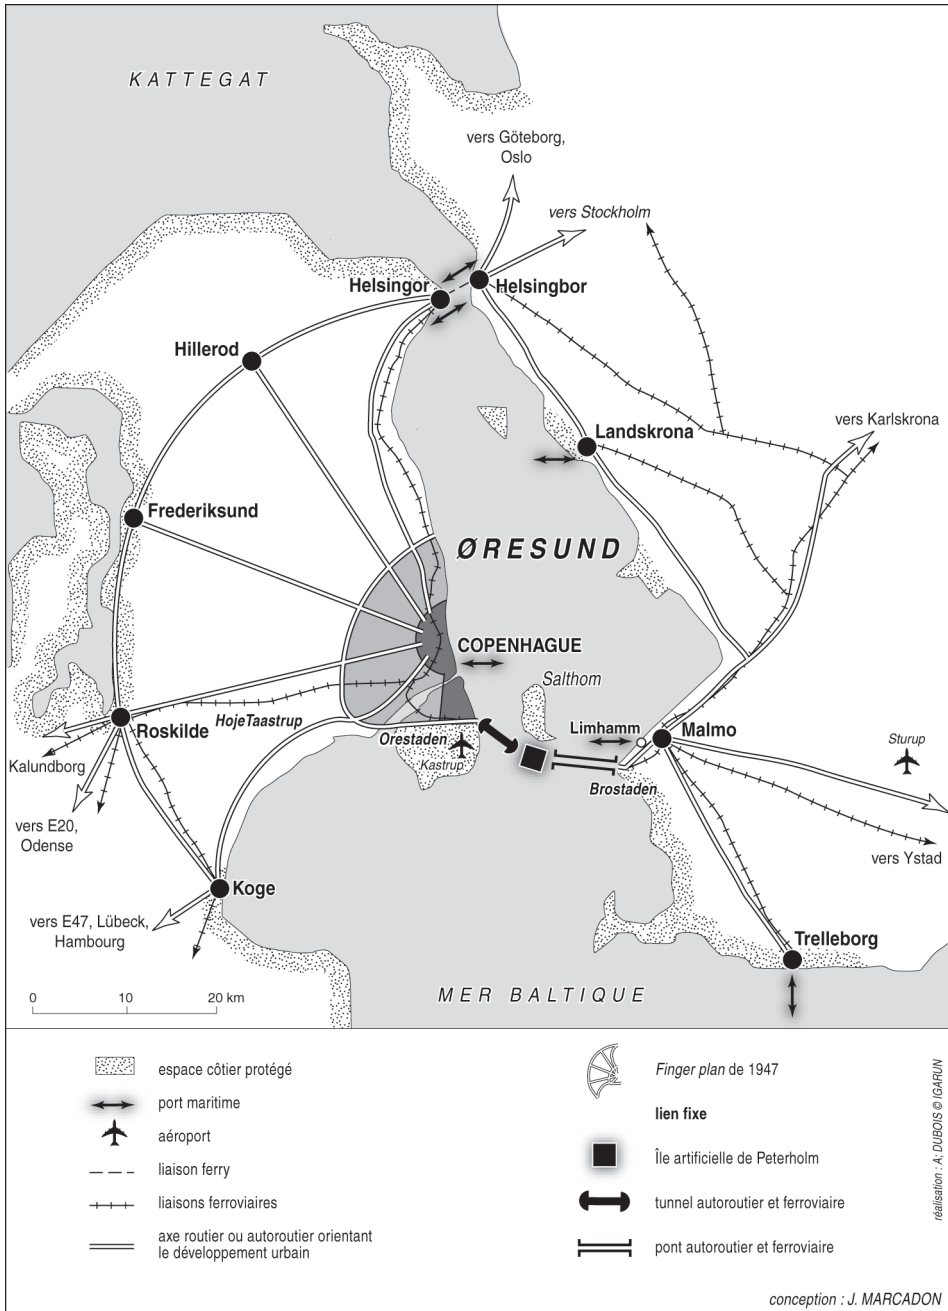 KATTEGAT
vers Göteborg,
Oslo
vers Stockholm
Helsingor
Helsingbor
Hillerod
Landskrona
vers Karlskrona
Frederiksund
ØRESUND
COPENHAGUE
Salthom
HojeTaastrup
Roskilde
Limhamm
Malmo
Orestaden
Kastrup
Sturup
Kalundborg
Brostaden
vers E20,
Odense
vers Ystad
Koge
vers E47, Lübeck,
Hambourg
Trelleborg
0 10 20 km
MER BALTIQUE
espace côtier protégé
port maritime
aéroport
liaison ferry
liaisons ferroviaires
axe routier ou autoroutier orientant
le développement urbain
Finger plan de 1947
lien fixe
Île artificielle de Peterholm
tunnel autoroutier et ferroviaire
pont autoroutier et ferroviaire
réalisation : A; DUBOIS © IGARUN
conception : J. MARCADON